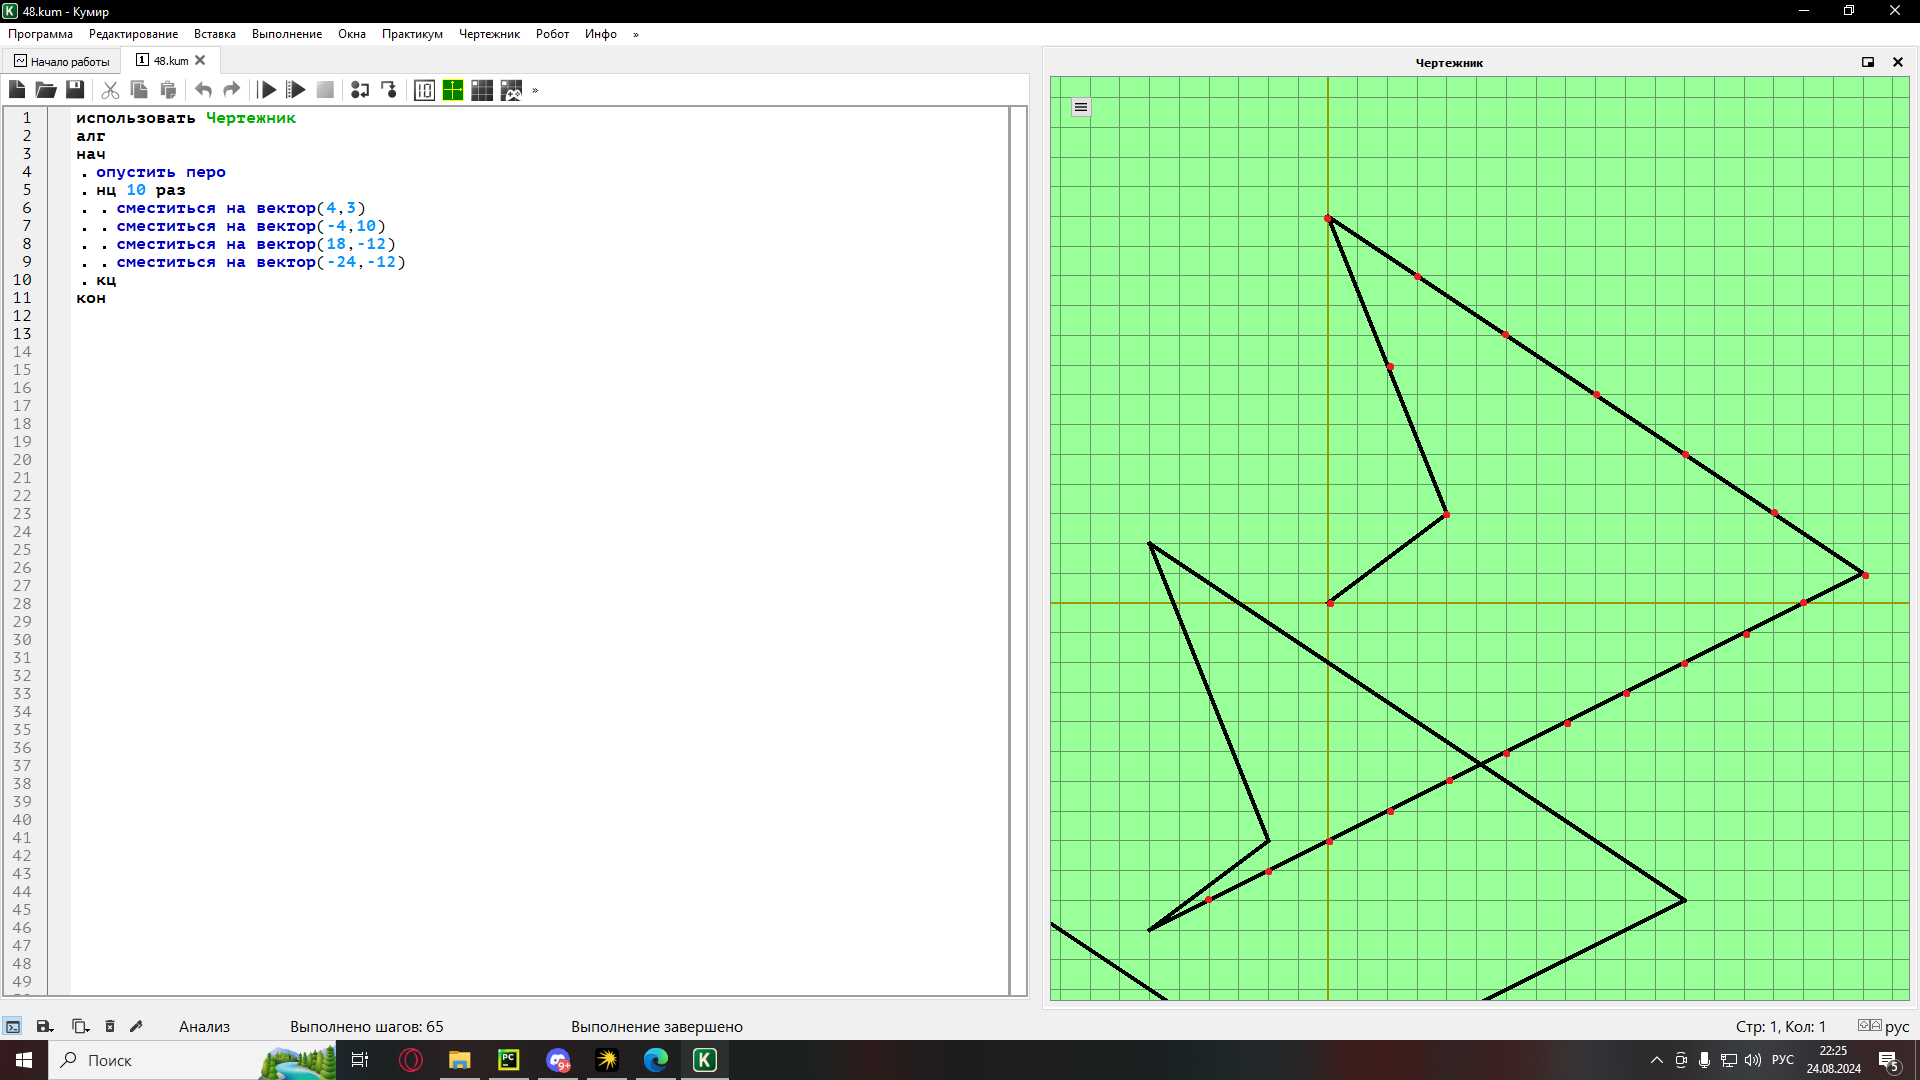 48.kum - Кумир
Программа Редактирование Вставка Выполнение Окна Практикум Чертежник Робот Инфо »
Начало работы
1 48.kum
»
1 использовать Чертежник
2 алг
3 нач
4 . опустить перо
5 . нц 10 раз
6 . . сместиться на вектор(4,3)
7 . . сместиться на вектор(-4,10)
8 . . сместиться на вектор(18,-12)
9 . . сместиться на вектор(-24,-12)
10 . кц
11 кон
12
13
14
15
16
17
18
19
20
21
22
23
24
25
26
27
28
29
30
31
32
33
34
35
36
37
38
39
40
41
42
43
44
45
46
47
48
49
Чертежник
Анализ Выполнено шагов: 65 Выполнение завершено Стр: 1, Кол: 1 рус
Поиск
PC
9+
K
РУС
22:25
24.08.2024
5